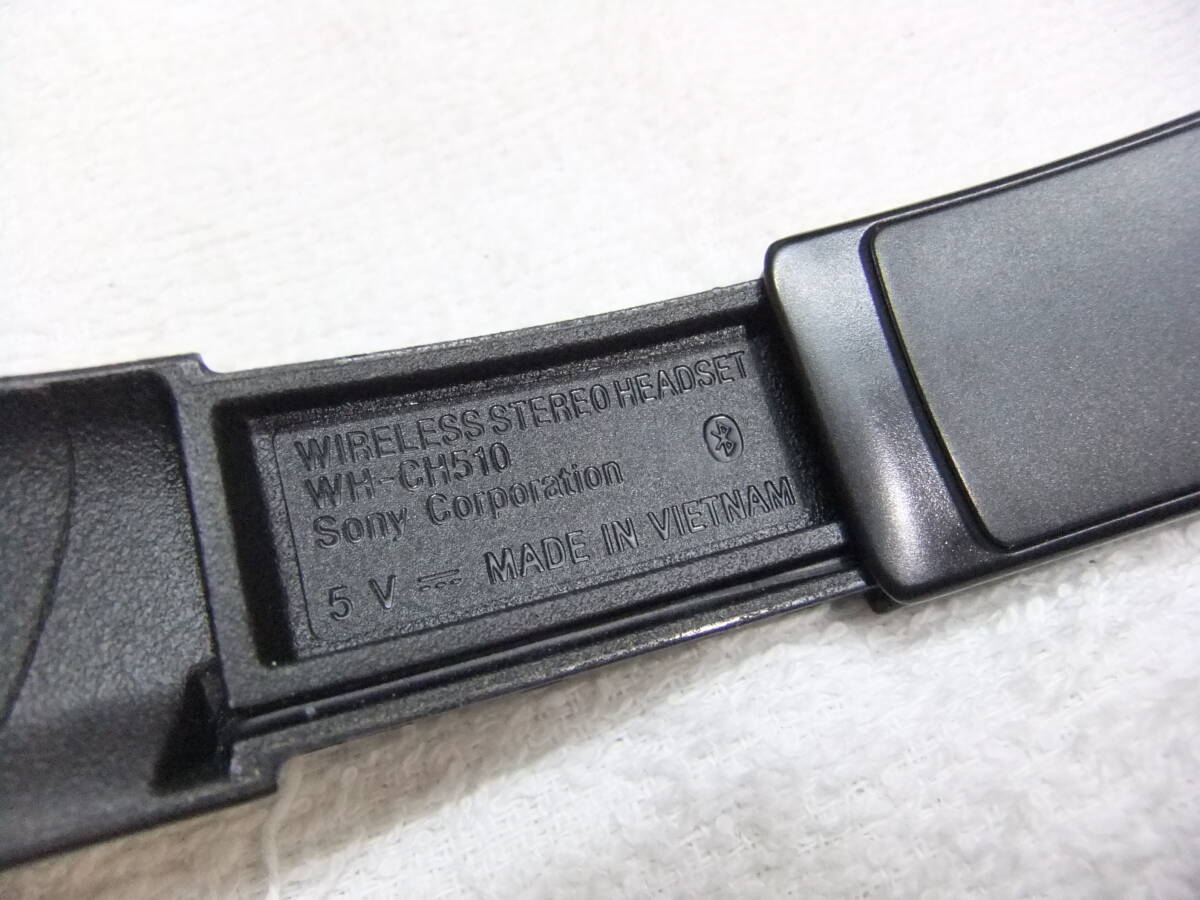 WIRELESS STEREO HEADSET
WH-CH510
Sony Corporation
5 V ⎓ MADE IN VIETNAM